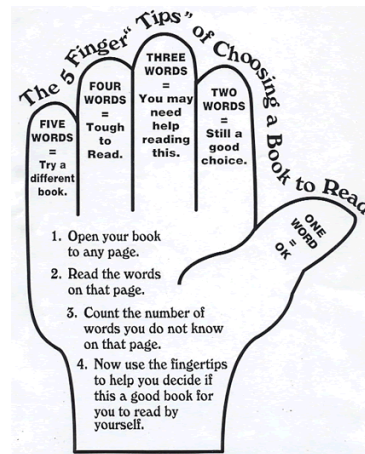 The 5 Finger "Tips" of Choosing a Book to Read
FIVE
WORDS
=
Try a
different
book.
FOUR
WORDS
=
Tough
to
Read.
THREE
WORDS
=
You may
need
help
reading
this.
TWO
WORDS
=
Still a
good
choice.
ONE
WORD
=
OK
1. Open your book
to any page.
2. Read the words
on that page.
3. Count the number of
words you do not know
on that page.
4. Now use the fingertips
to help you decide if
this a good book for
you to read by
yourself.